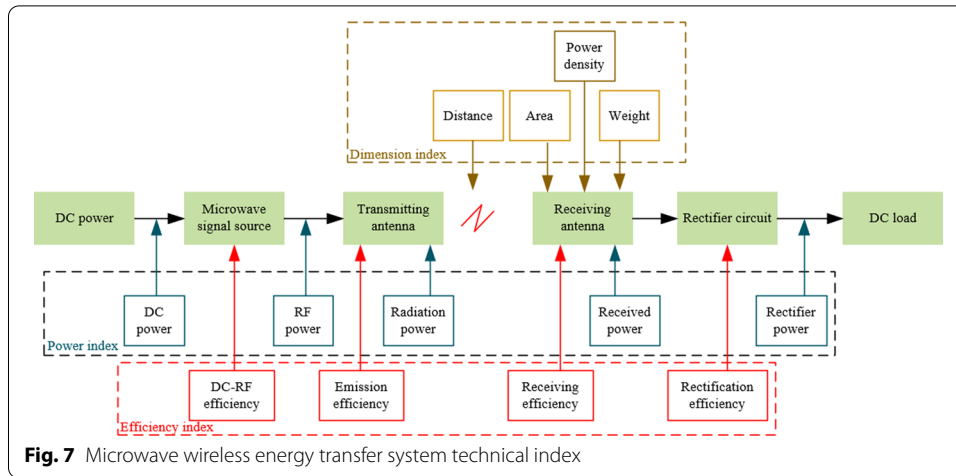 Power
density
Distance
Area
Weight
Dimension index
DC power
Microwave
signal source
Transmitting
antenna
Receiving
antenna
Rectifier circuit
DC load
DC
power
RF
power
Radiation
power
Received
power
Rectifier
power
Power index
DC-RF
efficiency
Emission
efficiency
Receiving
efficiency
Rectification
efficiency
Efficiency index
Fig. 7 Microwave wireless energy transfer system technical index